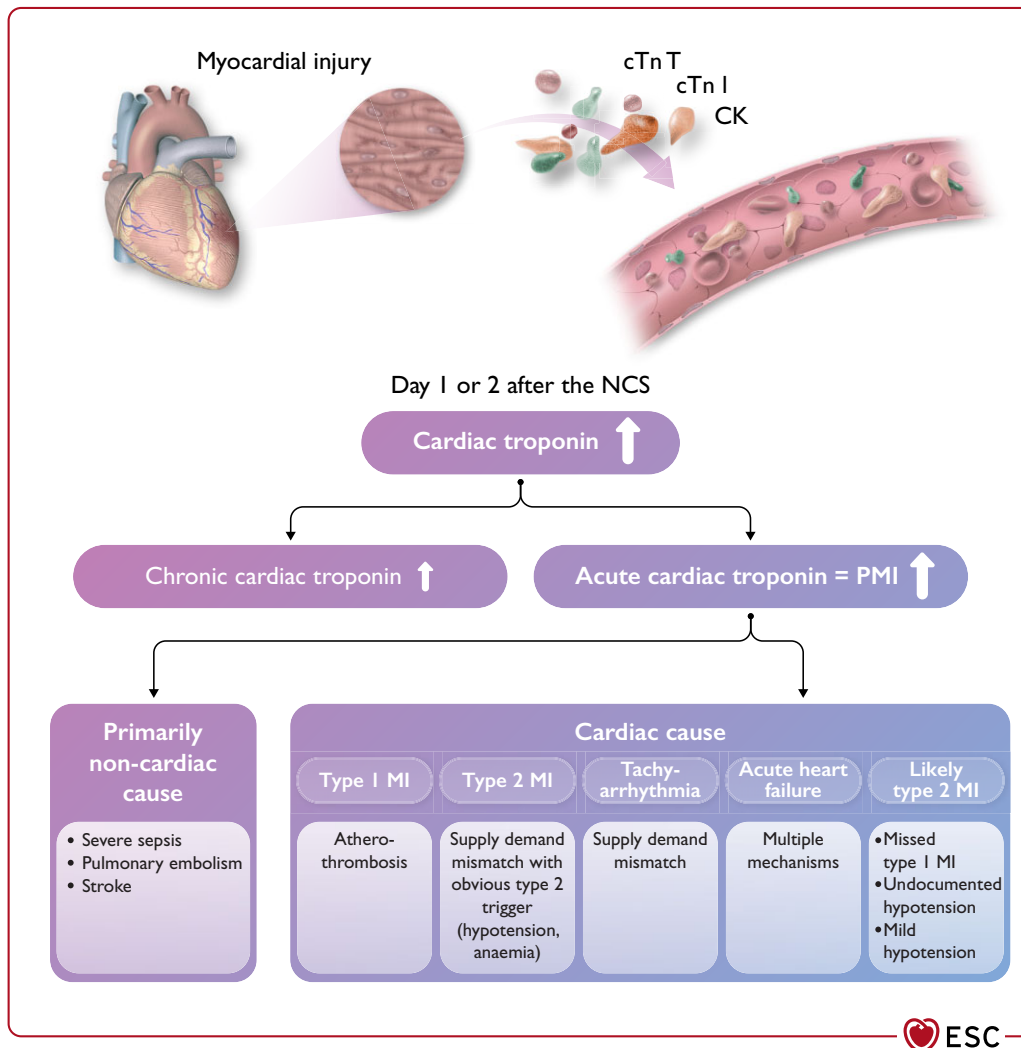 Myocardial injury
cTn T
cTn I
CK
Day 1 or 2 after the NCS
Cardiac troponin
Chronic cardiac troponin
Acute cardiac troponin = PMI
Primarily
non-cardiac
cause
• Severe sepsis
• Pulmonary embolism
• Stroke
Cardiac cause
Type 1 MI
Athero-
thrombosis
Type 2 MI
Supply demand
mismatch with
obvious type 2
trigger
(hypotension,
anaemia)
Tachy-
arrhythmia
Supply demand
mismatch
Acute heart
failure
Multiple
mechanisms
Likely
type 2 MI
•Missed
type 1 MI
•Undocumented
hypotension
•Mild
hypotension
ESC